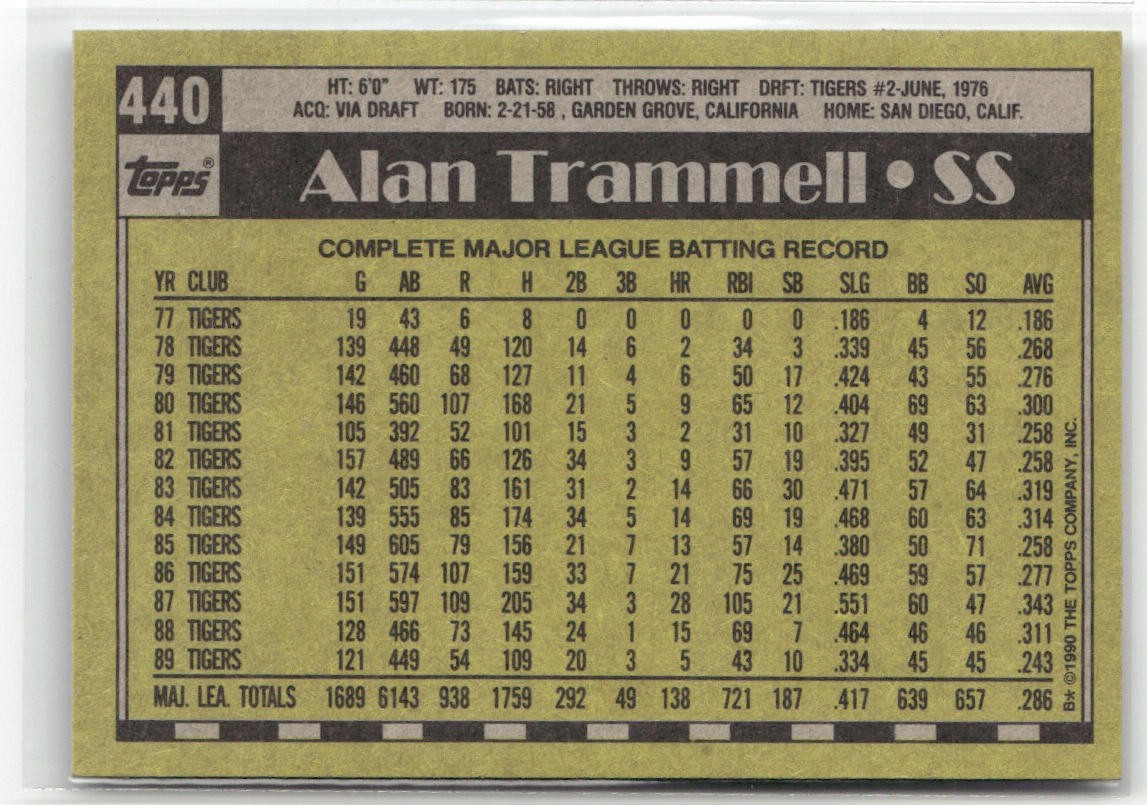 440
HT: 6'0" WT: 175 BATS: RIGHT THROWS: RIGHT DRFT: TIGERS #2-JUNE, 1976
ACQ: VIA DRAFT BORN: 2-21-58 , GARDEN GROVE, CALIFORNIA HOME: SAN DIEGO, CALIF.
TOPPS®
Alan Trammell • SS
COMPLETE MAJOR LEAGUE BATTING RECORD
YR CLUB G AB R H 2B 3B HR RBI SB SLG BB SO AVG
77 TIGERS 19 43 6 8 0 0 0 0 0 .186 4 12 .186
78 TIGERS 139 448 49 120 14 6 2 34 3 .339 45 56 .268
79 TIGERS 142 460 68 127 11 4 6 50 17 .424 43 55 .276
80 TIGERS 146 560 107 168 21 5 9 65 12 .404 69 63 .300
81 TIGERS 105 392 52 101 15 3 2 31 10 .327 49 31 .258
82 TIGERS 157 489 66 126 34 3 9 57 19 .395 52 47 .258
83 TIGERS 142 505 83 161 31 2 14 66 30 .471 57 64 .319
84 TIGERS 139 555 85 174 34 5 14 69 19 .468 60 63 .314
85 TIGERS 149 605 79 156 21 7 13 57 14 .380 50 71 .258
86 TIGERS 151 574 107 159 33 7 21 75 25 .469 59 57 .277
87 TIGERS 151 597 109 205 34 3 28 105 21 .551 60 47 .343
88 TIGERS 128 466 73 145 24 1 15 69 7 .464 46 46 .311
89 TIGERS 121 449 54 109 20 3 5 43 10 .334 45 45 .243
MAJ. LEA. TOTALS 1689 6143 938 1759 292 49 138 721 187 .417 639 657 .286
B* ©1990 THE TOPPS COMPANY, INC.